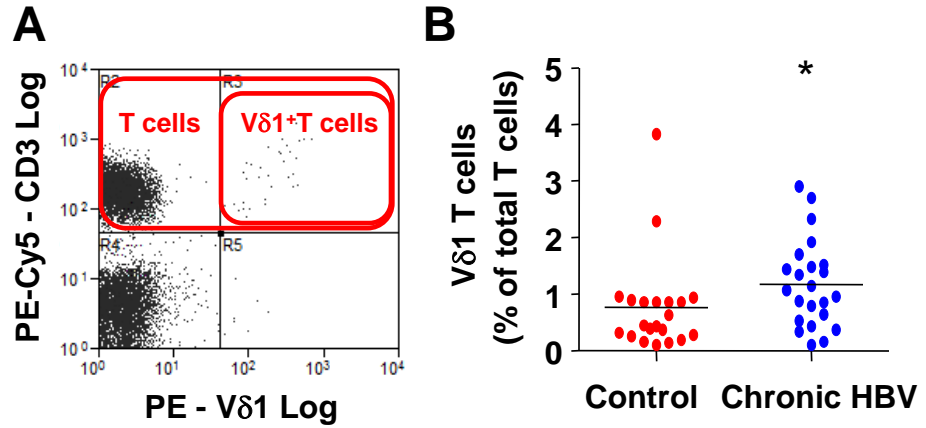 A
PE-Cy5 - CD3 Log
10⁴
10³
10²
10¹
10⁰
R2
R3
T cells
Vδ1⁺T cells
R4
R5
10⁰
10¹
10²
10³
10⁴
PE - Vδ1 Log
B
Vδ1 T cells
(% of total T cells)
5
4
3
2
1
0
*
Control
Chronic HBV